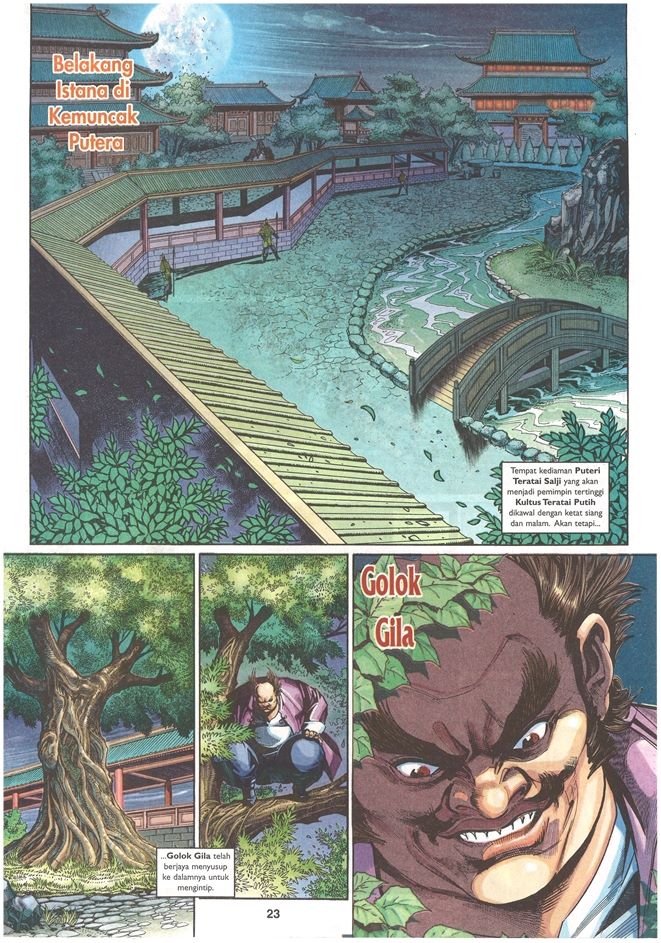 Belakang
Istana di
Kemuncak
Putera
Tempat kediaman Puteri
Teratai Salji yang akan
menjadi pemimpin tertinggi
Kultus Teratai Putih
dikawal dengan ketat siang
dan malam. Akan tetapi...
...Golok Gila telah
berjaya menyusup
ke dalamnya untuk
mengintip.
Golok
Gila
23